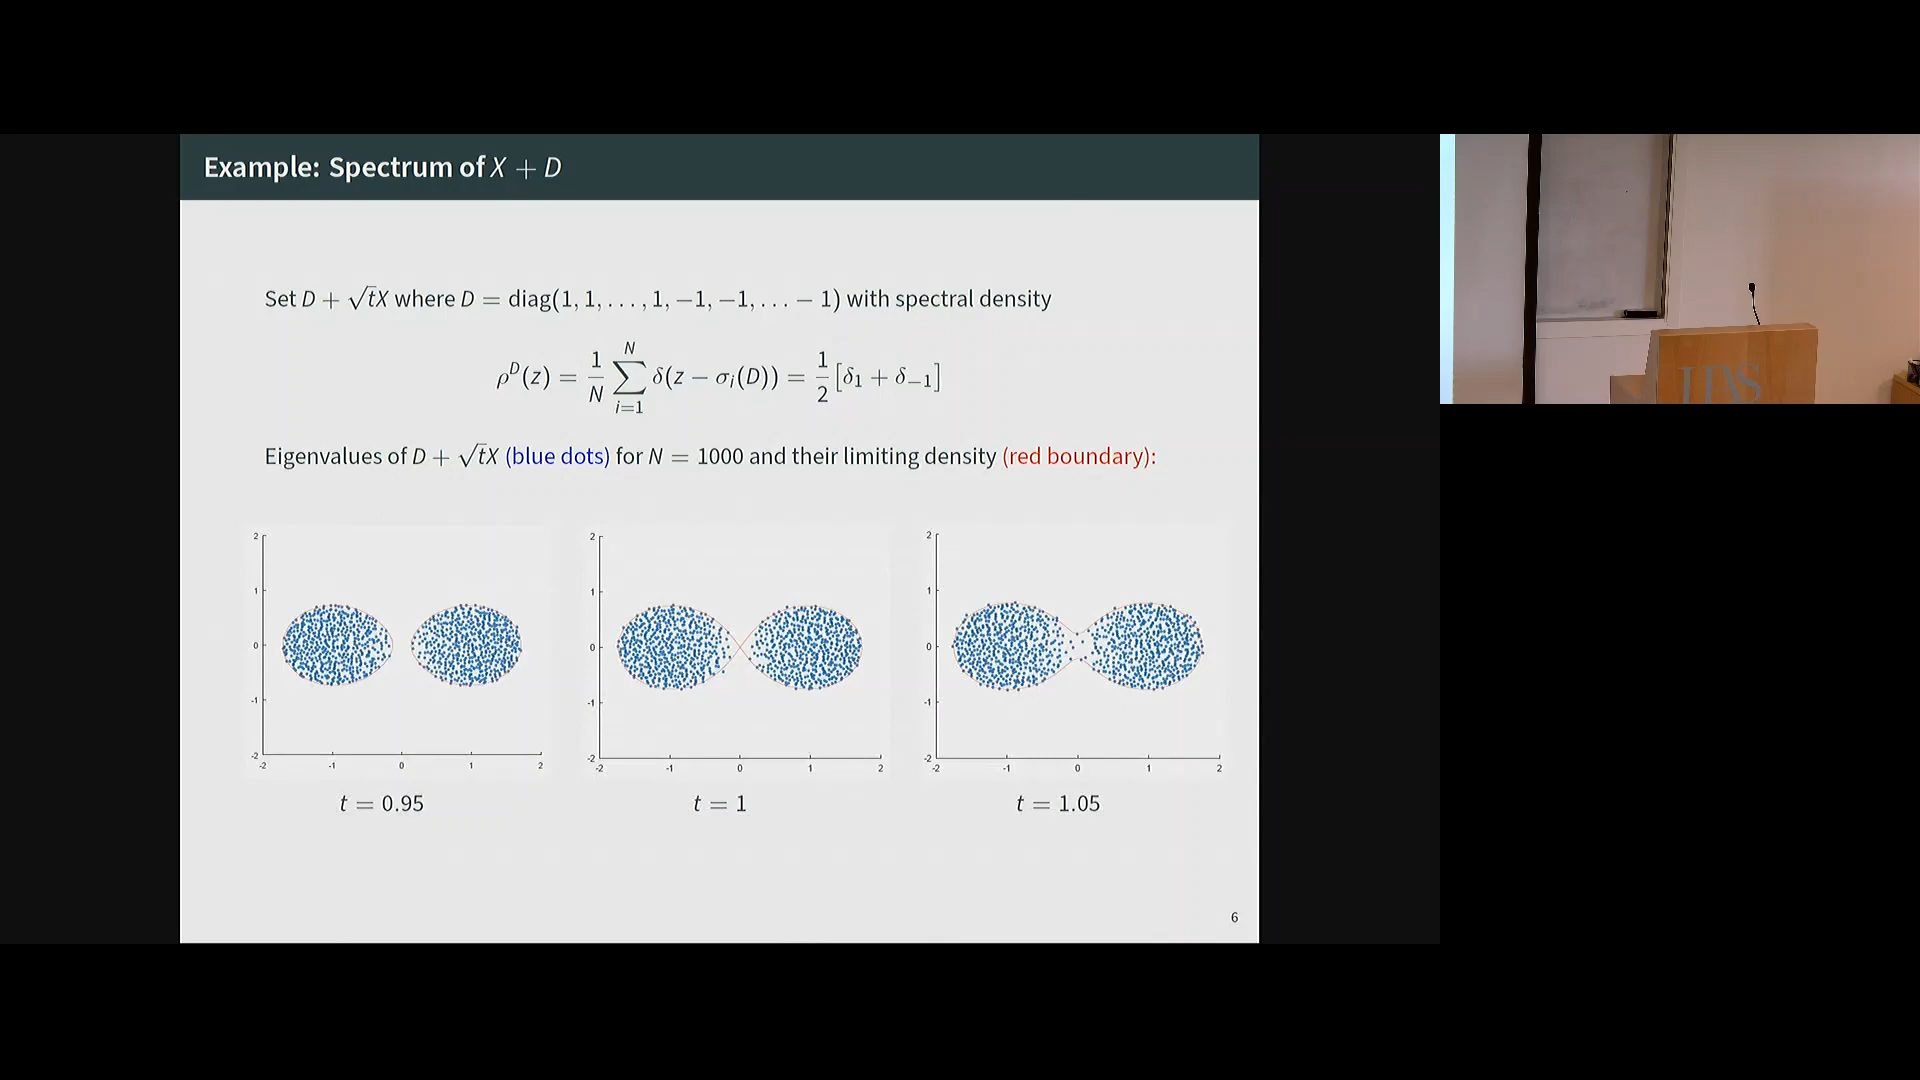 Example: Spectrum of X + D
Set D + √tX where D = diag(1, 1, . . . , 1, −1, −1, . . . − 1) with spectral density
ρ^D(z) = 1/N ∑_{i=1}^{N} δ(z − σ_i(D)) = 1/2 [δ_1 + δ_{−1}]
Eigenvalues of D + √tX (blue dots) for N = 1000 and their limiting density (red boundary):
2
1
0
-1
-2
-2 -1 0 1 2
2
1
0
-1
-2
-2 -1 0 1 2
2
1
0
-1
-2
-2 -1 0 1 2
t = 0.95
t = 1
t = 1.05
6